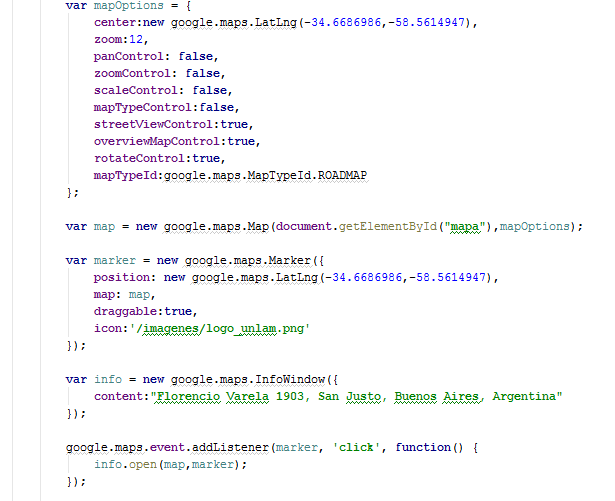 var mapOptions = {
center:new google.maps.LatLng(-34.6686986,-58.5614947),
zoom:12,
panControl: false,
zoomControl: false,
scaleControl: false,
mapTypeControl:false,
streetViewControl:true,
overviewMapControl:true,
rotateControl:true,
mapTypeId:google.maps.MapTypeId.ROADMAP
};
var map = new google.maps.Map(document.getElementById("mapa"),mapOptions);
var marker = new google.maps.Marker({
position: new google.maps.LatLng(-34.6686986,-58.5614947),
map: map,
draggable:true,
icon:'/imagenes/logo_unlam.png'
});
var info = new google.maps.InfoWindow({
content:"Florencio Varela 1903, San Justo, Buenos Aires, Argentina"
});
google.maps.event.addListener(marker, 'click', function() {
info.open(map,marker);
});